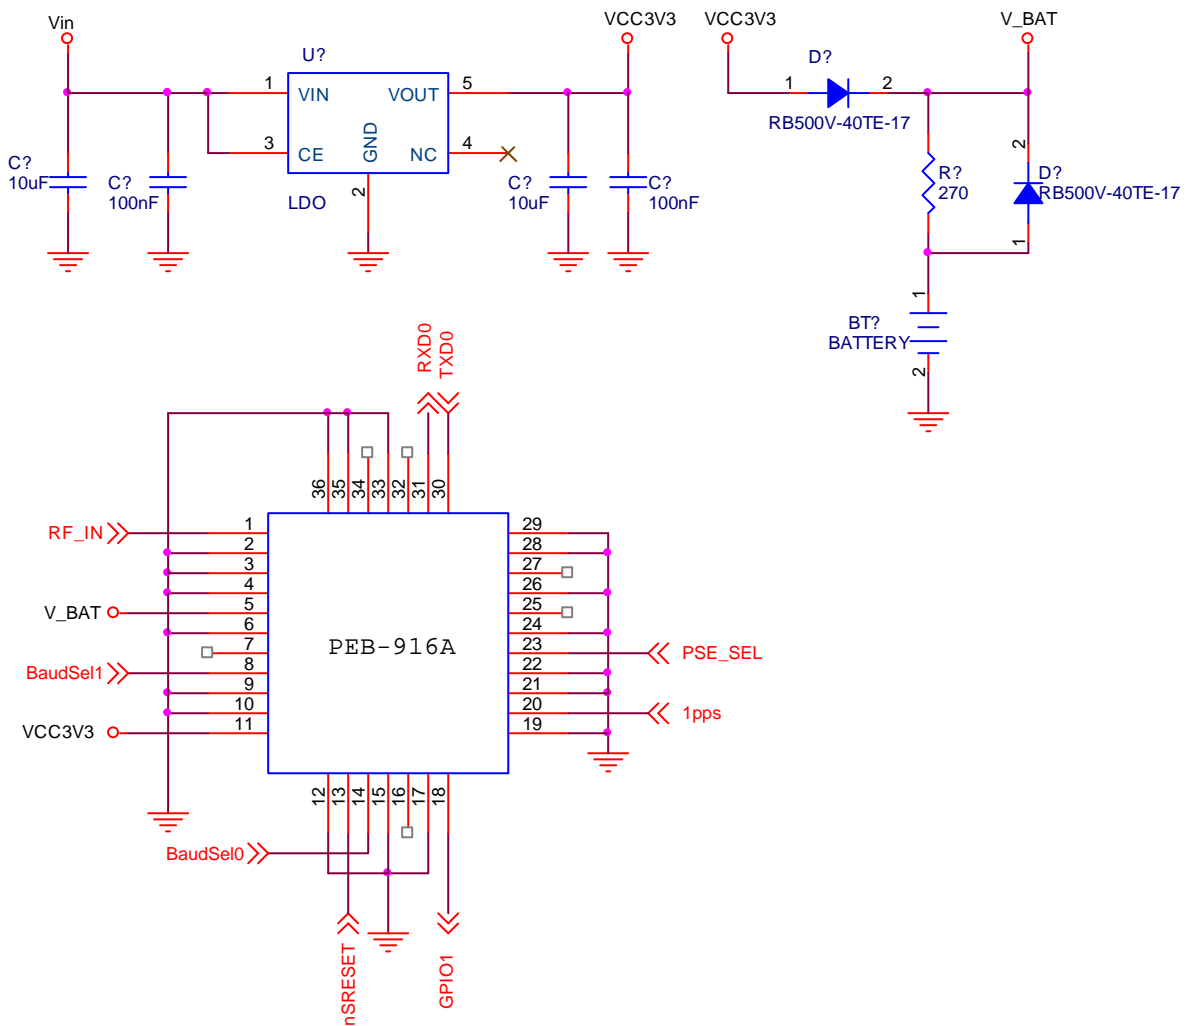 Vin
VCC3V3
VCC3V3
V_BAT
U?
D?
1
VIN
VOUT
5
1
2
RB500V-40TE-17
3
CE
GND
NC
4
2
LDO
C?
10uF
C?
100nF
C?
10uF
C?
100nF
R?
270
2
D?
RB500V-40TE-17
1
1
BT?
BATTERY
2
RXD0
TXD0
36
35
34
33
32
31
30
RF_IN
1
2
3
4
V_BAT
5
6
7
BaudSel1
8
9
10
VCC3V3
11
PEB-916A
29
28
27
26
25
24
23
PSE_SEL
22
21
20
1pps
19
12
13
14
15
16
17
18
BaudSel0
nSRESET
GPIO1